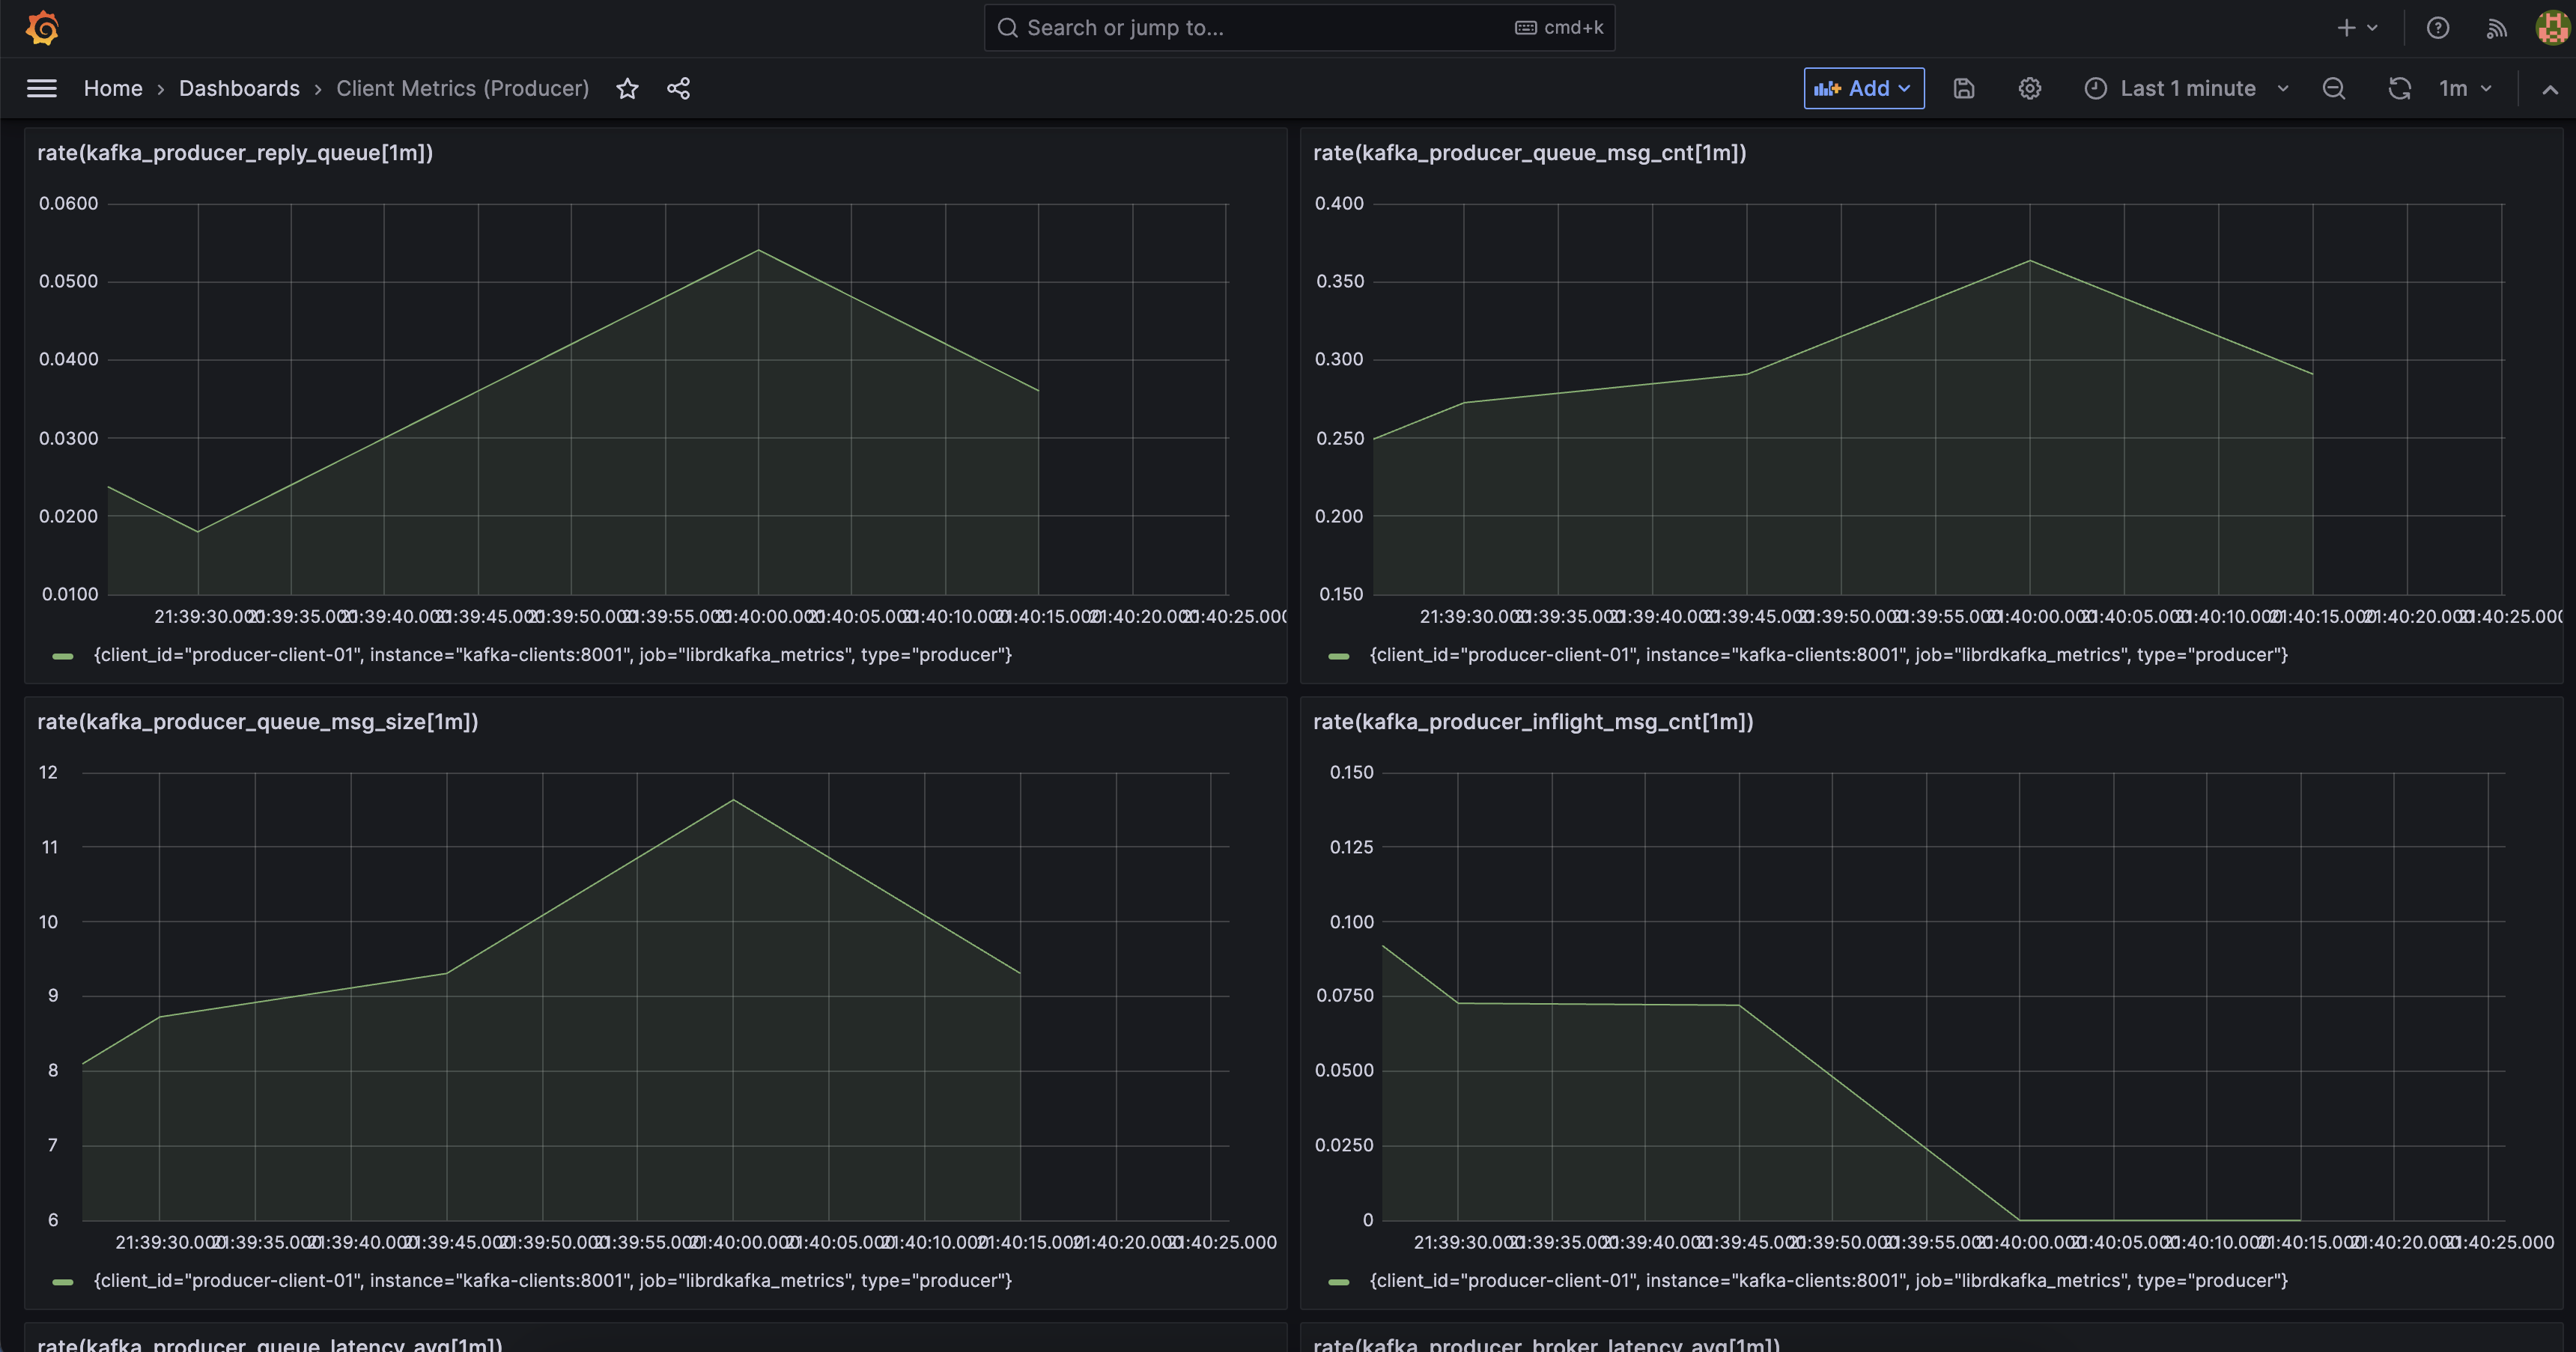 Search or jump to... cmd+k
Home › Dashboards › Client Metrics (Producer) Add Last 1 minute 1m
rate(kafka_producer_reply_queue[1m])
0.0600
0.0500
0.0400
0.0300
0.0200
0.0100
21:39:30.000 21:39:35.000 21:39:40.000 21:39:45.000 21:39:50.000 21:39:55.000 21:40:00.000 21:40:05.000 21:40:10.000 21:40:15.000 21:40:20.000 21:40:25.000
{client_id="producer-client-01", instance="kafka-clients:8001", job="librdkafka_metrics", type="producer"}
rate(kafka_producer_queue_msg_cnt[1m])
0.400
0.350
0.300
0.250
0.200
0.150
21:39:30.000 21:39:35.000 21:39:40.000 21:39:45.000 21:39:50.000 21:39:55.000 21:40:00.000 21:40:05.000 21:40:10.000 21:40:15.000 21:40:20.000 21:40:25.000
{client_id="producer-client-01", instance="kafka-clients:8001", job="librdkafka_metrics", type="producer"}
rate(kafka_producer_queue_msg_size[1m])
12
11
10
9
8
7
6
21:39:30.000 21:39:35.000 21:39:40.000 21:39:45.000 21:39:50.000 21:39:55.000 21:40:00.000 21:40:05.000 21:40:10.000 21:40:15.000 21:40:20.000 21:40:25.000
{client_id="producer-client-01", instance="kafka-clients:8001", job="librdkafka_metrics", type="producer"}
rate(kafka_producer_inflight_msg_cnt[1m])
0.150
0.125
0.100
0.0750
0.0500
0.0250
0
21:39:30.000 21:39:35.000 21:39:40.000 21:39:45.000 21:39:50.000 21:39:55.000 21:40:00.000 21:40:05.000 21:40:10.000 21:40:15.000 21:40:20.000 21:40:25.000
{client_id="producer-client-01", instance="kafka-clients:8001", job="librdkafka_metrics", type="producer"}
rate(kafka_producer_queue_latency_avg[1m])
rate(kafka_producer_broker_latency_avg[1m])